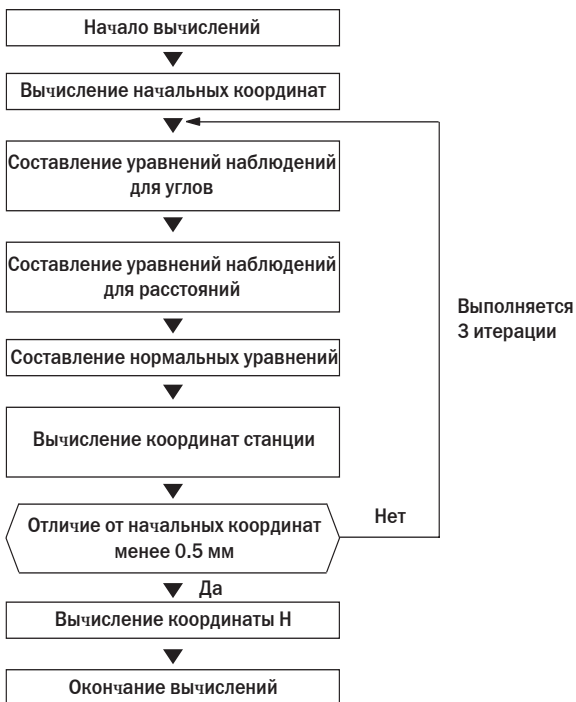 Начало вычислений
Вычисление начальных координат
Составление уравнений наблюдений
для углов
Составление уравнений наблюдений
для расстояний
Выполняется
3 итерации
Составление нормальных уравнений
Вычисление координат станции
Отличие от начальных координат
менее 0.5 мм
Нет
Да
Вычисление координаты Н
Окончание вычислений